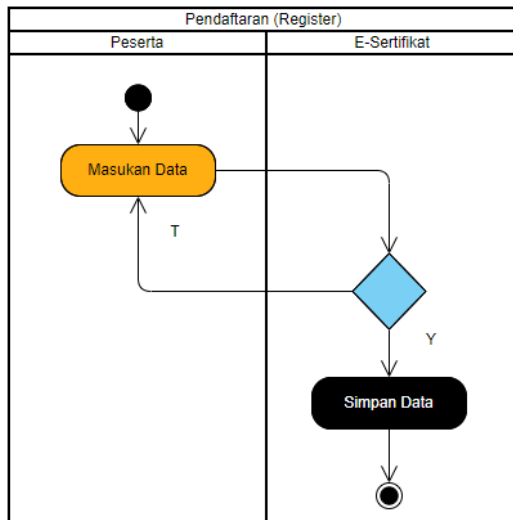 Pendaftaran (Register)
Peserta
E-Sertifikat
Masukan Data
T
Y
Simpan Data